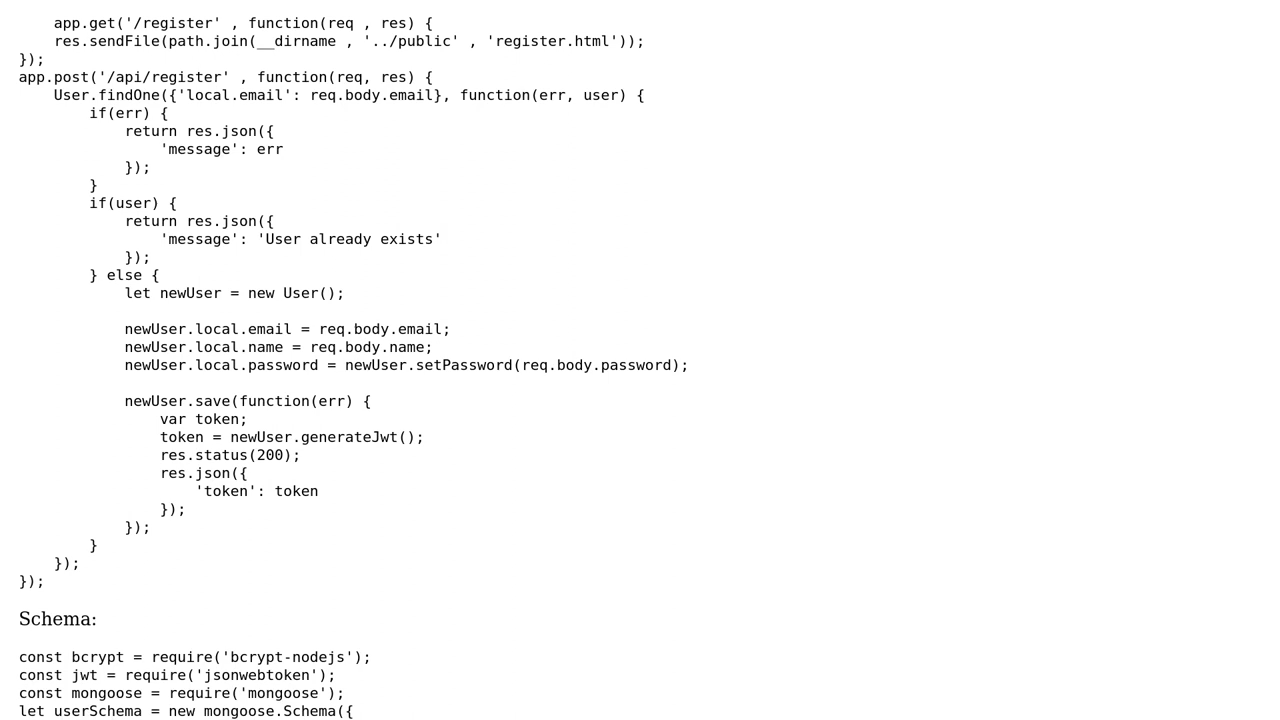 app.get('/register' , function(req , res) {
    res.sendFile(path.join(__dirname , '../public' , 'register.html'));
});
app.post('/api/register' , function(req, res) {
    User.findOne({'local.email': req.body.email}, function(err, user) {
        if(err) {
            return res.json({
                'message': err
            });
        }
        if(user) {
            return res.json({
                'message': 'User already exists'
            });
        } else {
            let newUser = new User();

            newUser.local.email = req.body.email;
            newUser.local.name = req.body.name;
            newUser.local.password = newUser.setPassword(req.body.password);

            newUser.save(function(err) {
                var token;
                token = newUser.generateJwt();
                res.status(200);
                res.json({
                    'token': token
                });
            });
        }
    });
});
Schema:
const bcrypt = require('bcrypt-nodejs');
const jwt = require('jsonwebtoken');
const mongoose = require('mongoose');
let userSchema = new mongoose.Schema({